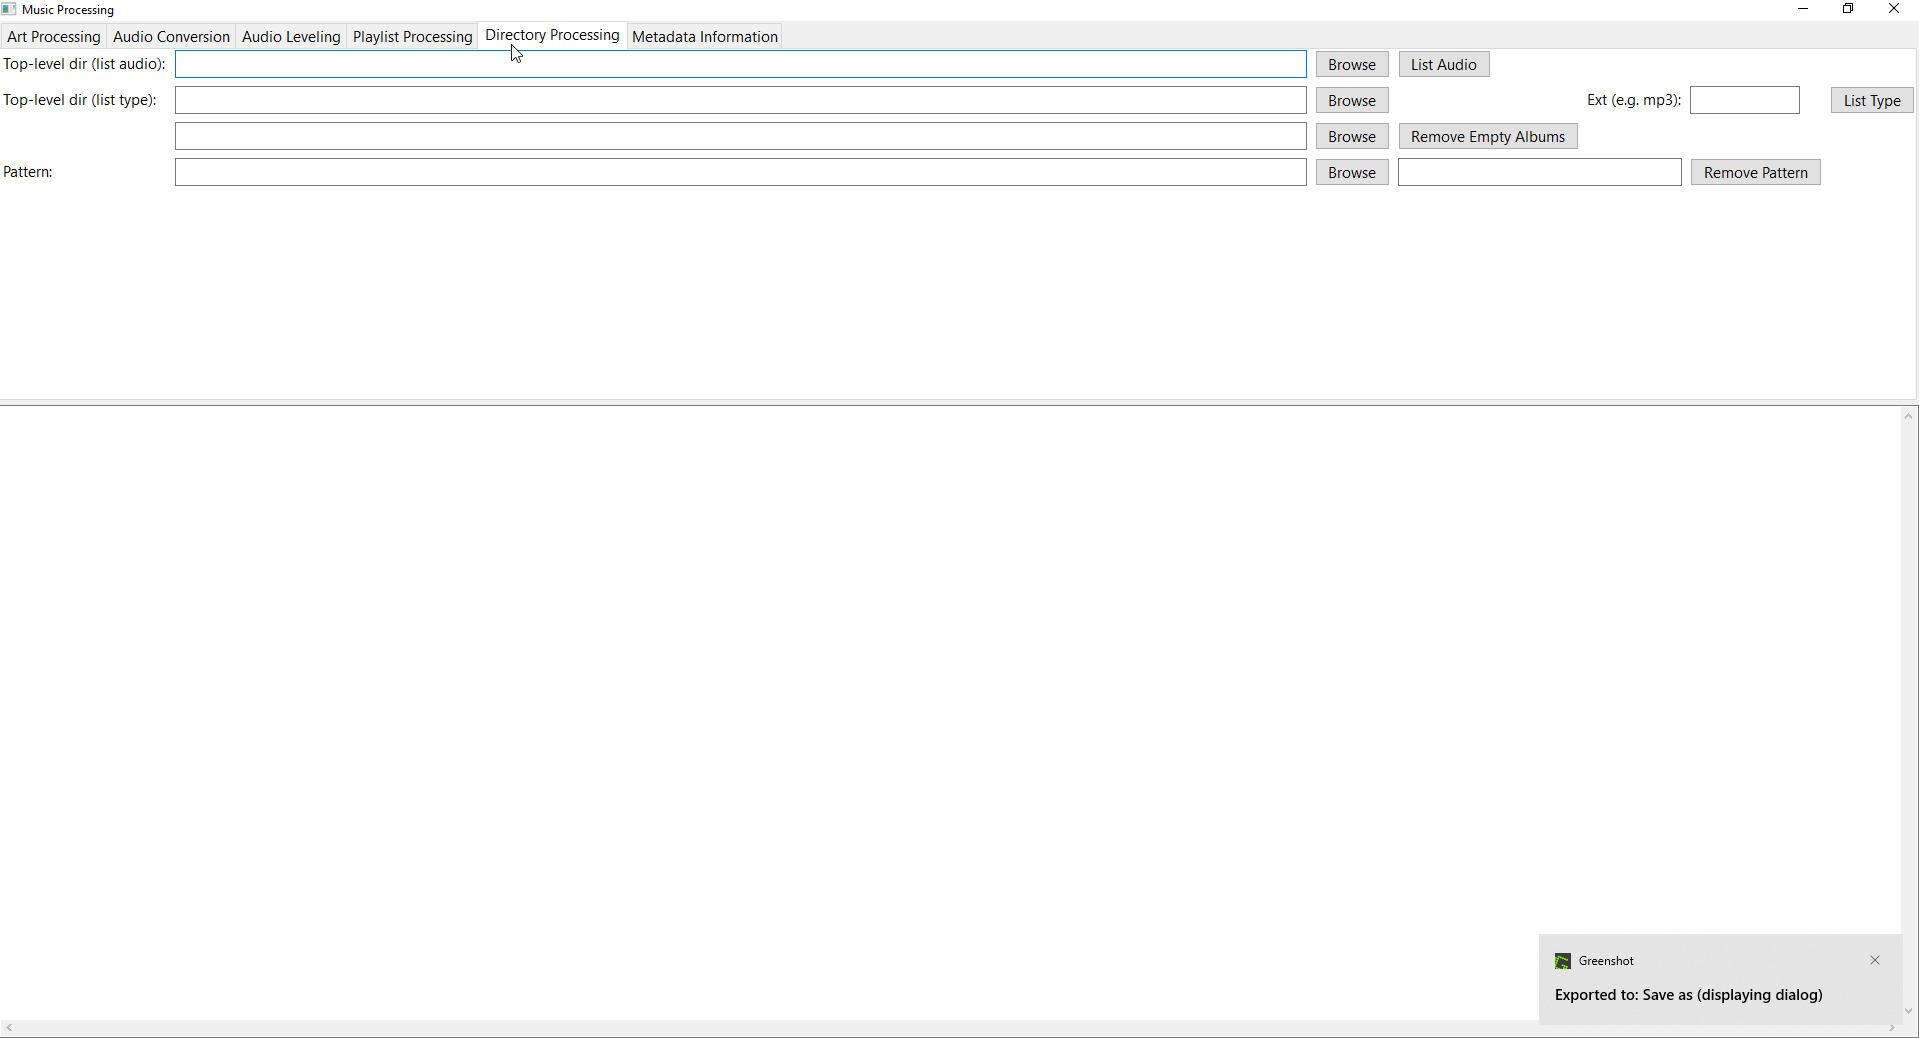 Music Processing
Art Processing Audio Conversion Audio Leveling Playlist Processing Directory Processing Metadata Information
Top-level dir (list audio): Browse List Audio
Top-level dir (list type): Browse Ext (e.g. mp3): List Type
Browse Remove Empty Albums
Pattern: Browse Remove Pattern
Greenshot
Exported to: Save as (displaying dialog)